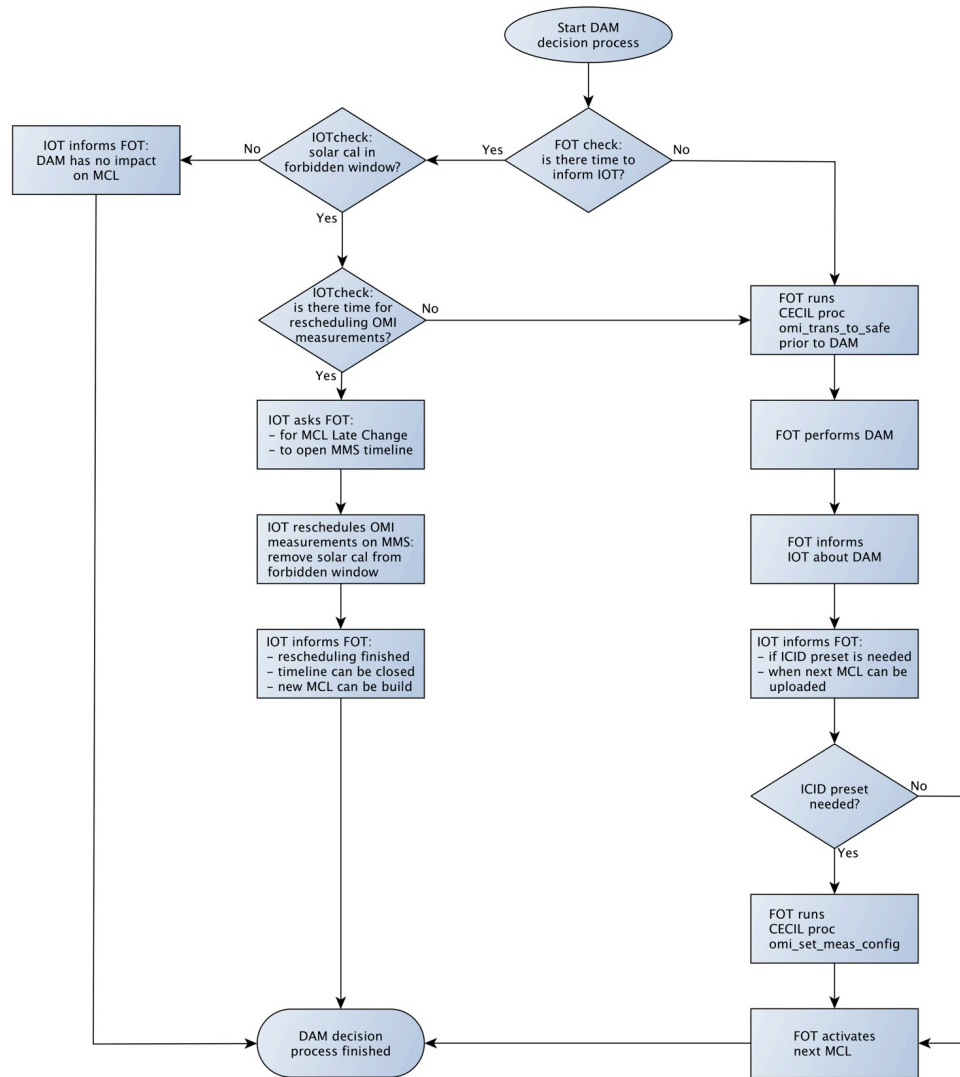 Start DAM
decision process
FOT check:
is there time to
inform IOT?
Yes
No
IOTcheck:
solar cal in
forbidden window?
No
Yes
IOT informs FOT:
DAM has no impact
on MCL
IOTcheck:
is there time for
rescheduling OMI
measurements?
No
Yes
IOT asks FOT:
– for MCL Late Change
– to open MMS timeline
IOT reschedules OMI
measurements on MMS:
remove solar cal from
forbidden window
IOT informs FOT:
– rescheduling finished
– timeline can be closed
– new MCL can be build
FOT runs
CECIL proc
omi_trans_to_safe
prior to DAM
FOT performs DAM
FOT informs
IOT about DAM
IOT informs FOT:
– if ICID preset is needed
– when next MCL can be
uploaded
ICID preset
needed?
No
Yes
FOT runs
CECIL proc
omi_set_meas_config
FOT activates
next MCL
DAM decision
process finished